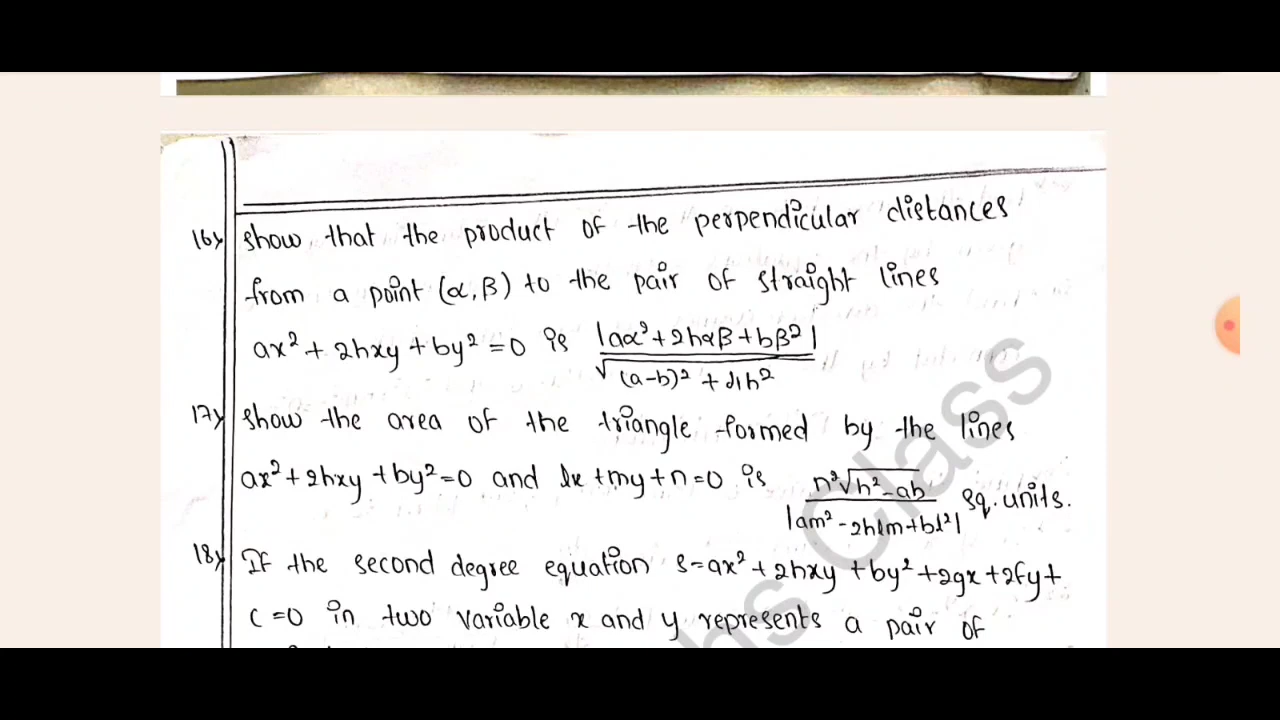 16) Show that the product of the perpendicular distances
from a point (α, β) to the pair of straight lines
ax² + 2hxy + by² = 0 is |aα² + 2hαβ + bβ²| / √(a-b)² + 4h²
17) Show the area of the triangle formed by the lines
ax² + 2hxy + by² = 0 and lx + my + n = 0 is n²√h² - ab / |am² - 2hlm + bl²| sq. units.
18) If the second degree equation S = ax² + 2hxy + by² + 2gx + 2fy +
c = 0 in two variable x and y represents a pair of
hs Class